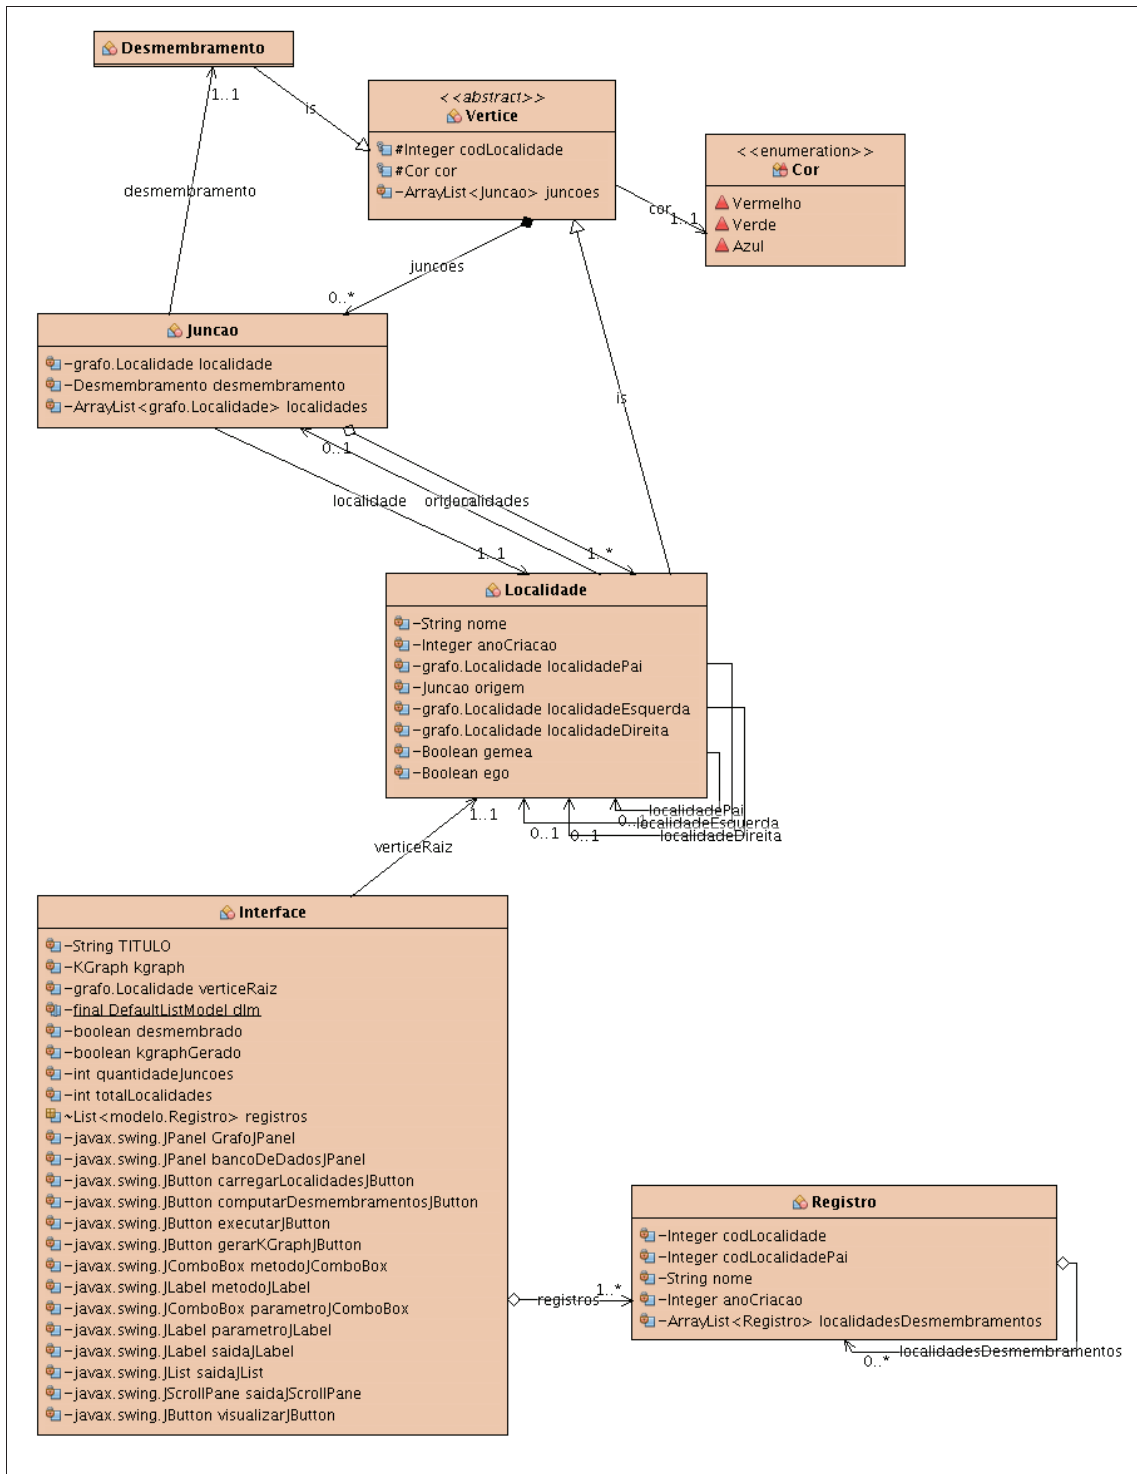 Desmembramento
1..1
is
desmembramento
<<abstract>>
Vertice
#Integer codLocalidade
#Cor cor
-ArrayList<Juncao> juncoes
cor
1..1
<<enumeration>>
Cor
Vermelho
Verde
Azul
juncoes
0..*
is
Juncao
-grafo.Localidade localidade
-Desmembramento desmembramento
-ArrayList<grafo.Localidade> localidades
0..1
localidade
origem
localidades
1..1
1..*
Localidade
-String nome
-Integer anoCriacao
-grafo.Localidade localidadePai
-Juncao origem
-grafo.Localidade localidadeEsquerda
-grafo.Localidade localidadeDireita
-Boolean gemea
-Boolean ego
localidadePai
0..1
localidadeEsquerda
0..1
0..1
localidadeDireita
1..1
verticeRaiz
Interface
-String TITULO
-KGraph kgraph
-grafo.Localidade verticeRaiz
-final DefaultListModel dlm
-boolean desmembrado
-boolean kgraphGerado
-int quantidadeJuncoes
-int totalLocalidades
~List<modelo.Registro> registros
-javax.swing.JPanel GrafoJPanel
-javax.swing.JPanel bancoDeDadosJPanel
-javax.swing.JButton carregarLocalidadesJButton
-javax.swing.JButton computarDesmembramentosJButton
-javax.swing.JButton executarJButton
-javax.swing.JButton gerarKGraphJButton
-javax.swing.JComboBox metodoJComboBox
-javax.swing.JLabel metodoJLabel
-javax.swing.JComboBox parametroJComboBox
-javax.swing.JLabel parametroJLabel
-javax.swing.JLabel saidaJLabel
-javax.swing.JList saidaJList
-javax.swing.JScrollPane saidaJScrollPane
-javax.swing.JButton visualizarJButton
registros
1..*
Registro
-Integer codLocalidade
-Integer codLocalidadePai
-String nome
-Integer anoCriacao
-ArrayList<Registro> localidadesDesmembramentos
0..*
localidadesDesmembramentos